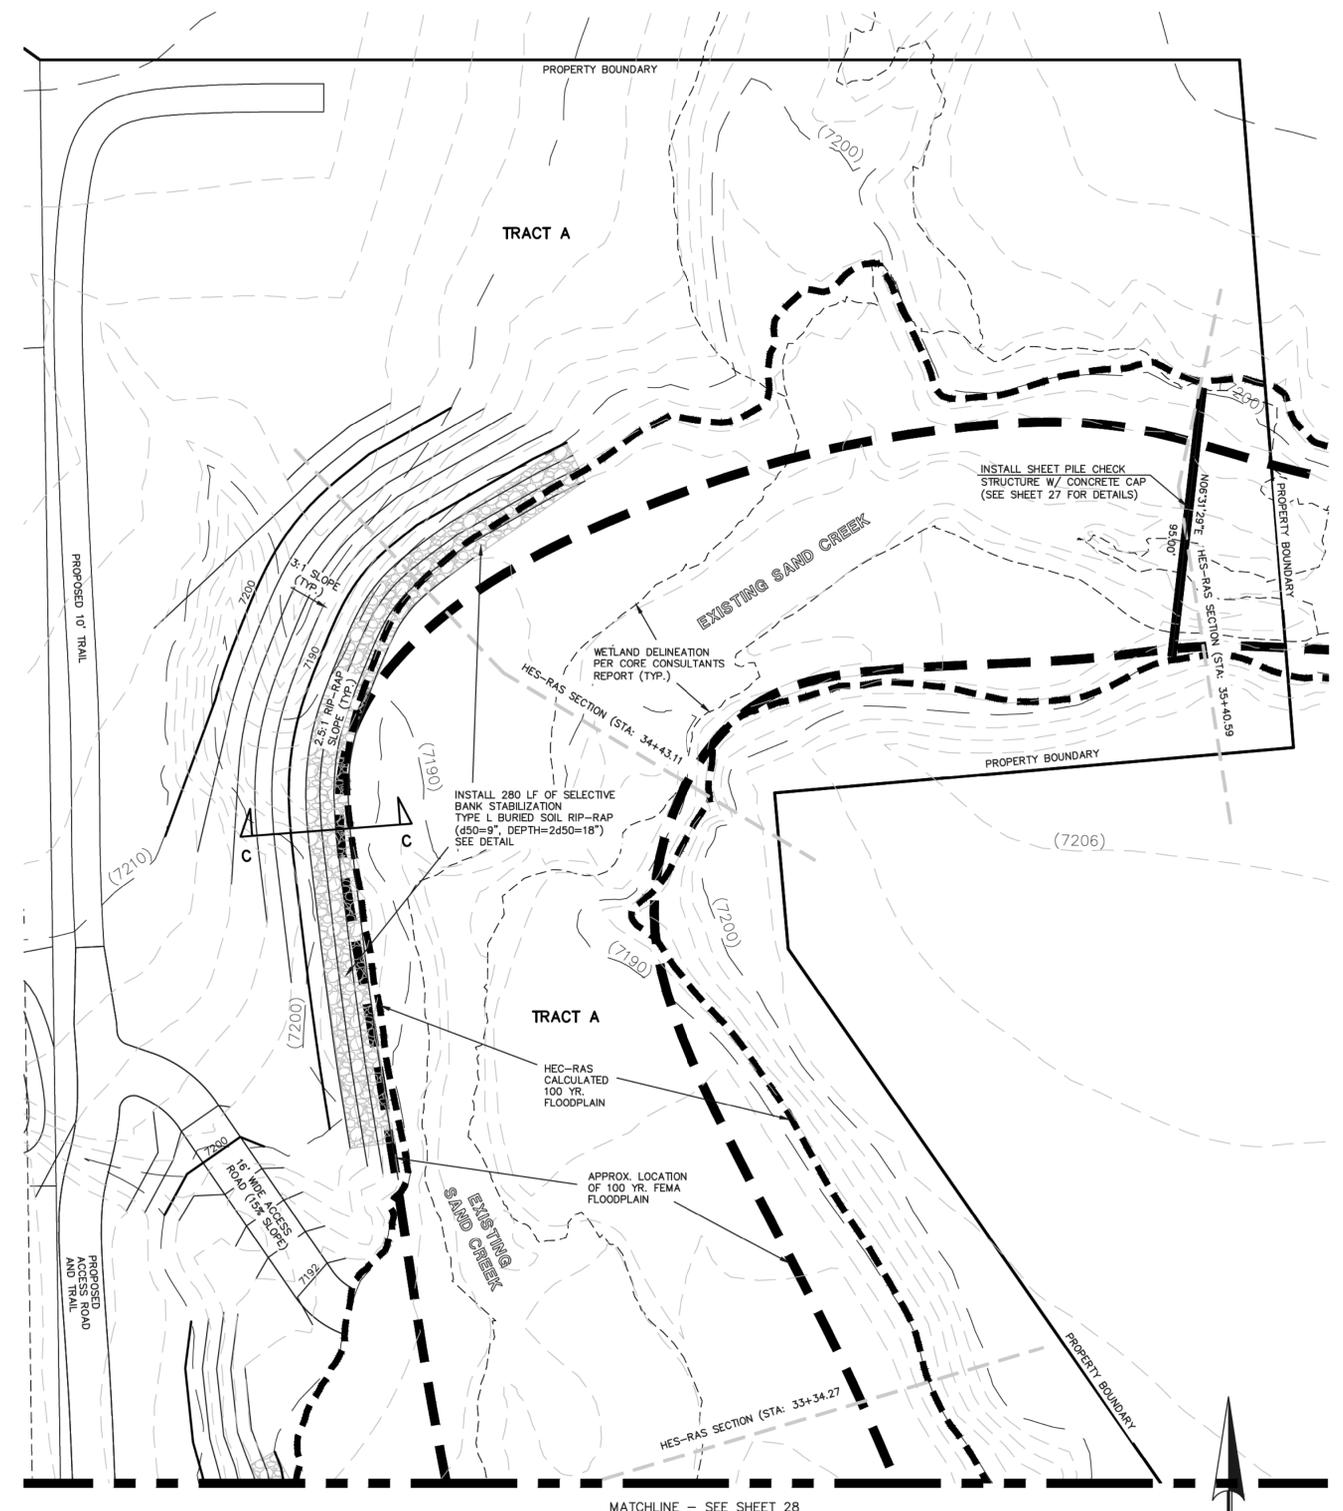 PROPERTY BOUNDARY
(7200)
TRACT A
(7200)
INSTALL SHEET PILE CHECK
STRUCTURE W/ CONCRETE CAP
(SEE SHEET 27 FOR DETAILS)
N06°31'29"E
95.00'
HES-RAS SECTION (STA: 35+40.59
PROPERTY BOUNDARY
EXISTING SAND CREEK
PROPOSED 10' TRAIL
7200
3:1 SLOPE
(TYP.)
7190
2.5:1 RIP-RAP
SLOPE (TYP.)
WETLAND DELINEATION
PER CORE CONSULTANTS
REPORT (TYP.)
HES-RAS SECTION (STA: 34+43.11
(7190)
PROPERTY BOUNDARY
INSTALL 280 LF OF SELECTIVE
BANK STABILIZATION
TYPE L BURIED SOIL RIP-RAP
(d50=9", DEPTH=2d50=18")
SEE DETAIL
C
C
(7206)
(7210)
(7200)
(7190)
(7200)
TRACT A
HEC-RAS
CALCULATED
100 YR.
FLOODPLAIN
7200
16' WIDE ACCESS
ROAD (15% SLOPE)
7192
APPROX. LOCATION
OF 100 YR. FEMA
FLOODPLAIN
EXISTING
SAND CREEK
PROPOSED
ACCESS ROAD
AND TRAIL
PROPERTY BOUNDARY
HES-RAS SECTION (STA: 33+34.27
MATCHLINE – SEE SHEET 28